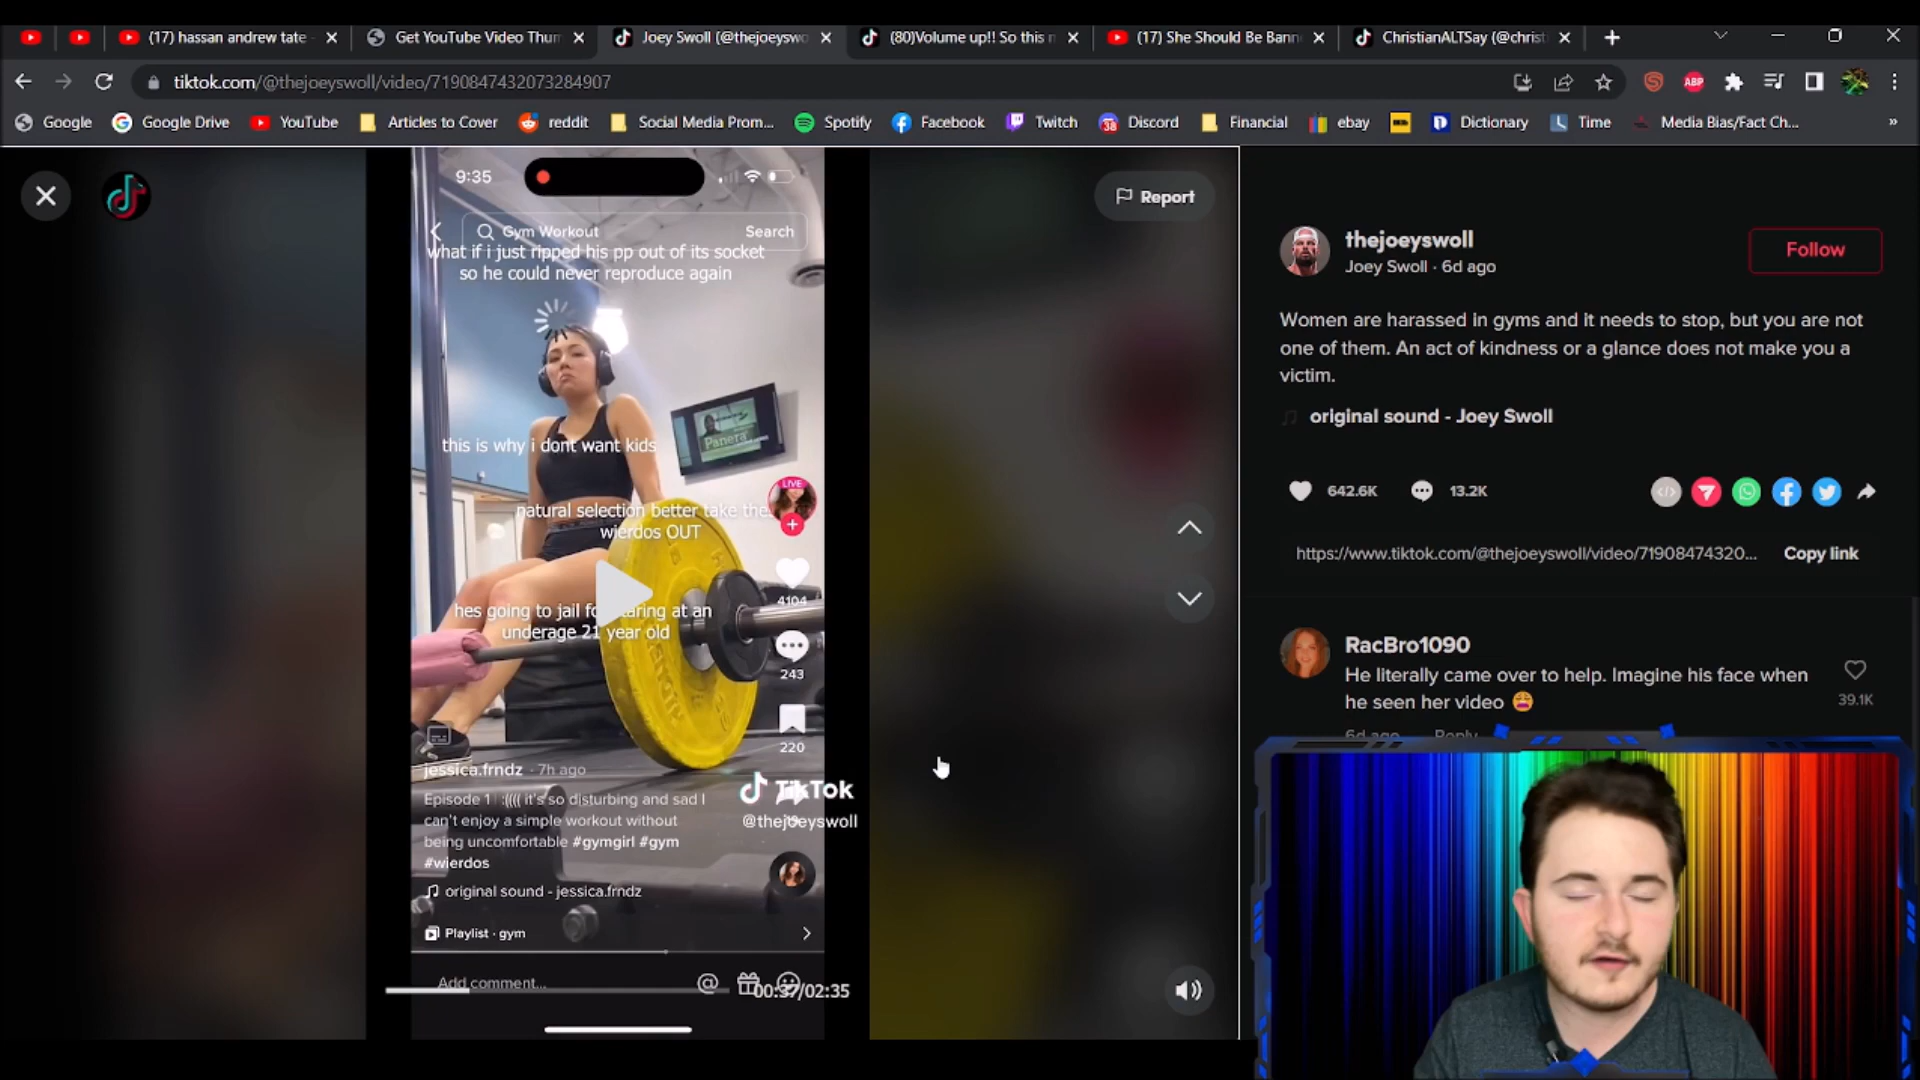 (17) hassan andrew tate -
Get YouTube Video Thum
Joey Swoll (@thejoeyswo
(80)Volume up!! So this n
(17) She Should Be Bann
ChristianALTSay (@christ
tiktok.com/@thejoeyswoll/video/7190847432073284907
ABP
Google
Google Drive
YouTube
Articles to Cover
reddit
Social Media Prom...
Spotify
Facebook
Twitch
38
Discord
Financial
ebay
Dictionary
Time
Media Bias/Fact Ch...
»
9:35
Gym Workout
Search
what if i just ripped his pp out of its socket
so he could never reproduce again
this is why i dont want kids
Panera
LIVE
natural selection better take the
wierdos OUT
4104
hes going to jail for staring at an
underage 21 year old
243
220
jessica.frndz · 7h ago
Episode 1 :(((( it's so disturbing and sad I
can't enjoy a simple workout without
being uncomfortable #gymgirl #gym
#wierdos
TikTok
@thejoeyswoll
original sound - jessica.frndz
Playlist · gym
Add comment...
00:37/02:35
Report
thejoeyswoll
Joey Swoll · 6d ago
Follow
Women are harassed in gyms and it needs to stop, but you are not
one of them. An act of kindness or a glance does not make you a
victim.
original sound - Joey Swoll
642.6K
13.2K
https://www.tiktok.com/@thejoeyswoll/video/71908474320...
Copy link
RacBro1090
He literally came over to help. Imagine his face when
he seen her video
39.1K
6d ago
Reply